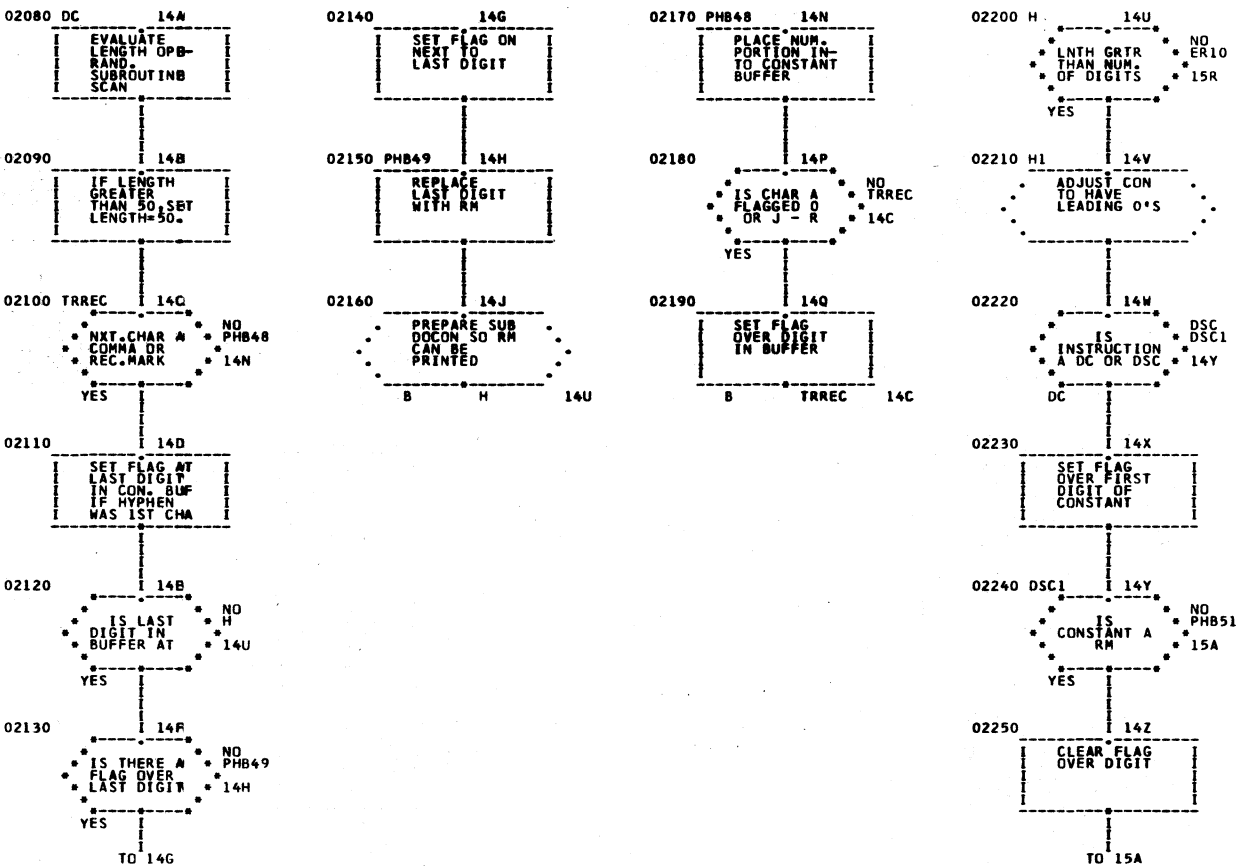 02080 DC 14A
EVALUATE
LENGTH OPB-
RAND.
SUBROUTINB
SCAN
02090 14B
IF LENGTH
GREATER
THAN 50,SBT
LENGTH=50.
02100 TRREC 14C
NXT.CHAR A
COMMA OR
REC.MARK
NO
PHB48
14N
YES
02110 14D
SET FLAG AT
LAST DIGIT
IN CON. BUF
IF HYPHEN
WAS 1ST CHA
02120 14B
IS LAST
DIGIT IN
BUFFER AT
NO
H
14U
YES
02130 14F
IS THERE A
FLAG OVER
LAST DIGIT
NO
PHB49
14H
YES
TO 14G
02140 14G
SET FLAG ON
NEXT TO
LAST DIGIT
02150 PHB49 14H
REPLACE
LAST DIGIT
WITH RM
02160 14J
PREPARE SUB
DOCON SO RM
CAN BE
PRINTED
B H 14U
02170 PHB48 14N
PLACE NUM.
PORTION IN-
TO CONSTANT
BUFFER
02180 14P
IS CHAR A
FLAGGED 0
OR J - R
NO
TRREC
14C
YES
02190 14Q
SET FLAG
OVER DIGIT
IN BUFFER
B TRREC 14C
02200 H 14U
LNTH GRTR
THAN NUM.
OF DIGITS
NO
ER10
15R
YES
02210 H1 14V
ADJUST CON
TO HAVE
LEADING 0'S
02220 14W
IS
INSTRUCTION
A DC OR DSC
DSC
DSC1
14Y
DC
02230 14X
SET FLAG
OVER FIRST
DIGIT OF
CONSTANT
02240 DSC1 14Y
IS
CONSTANT A
RM
NO
PHB51
15A
YES
02250 14Z
CLEAR FLAG
OVER DIGIT
TO 15A